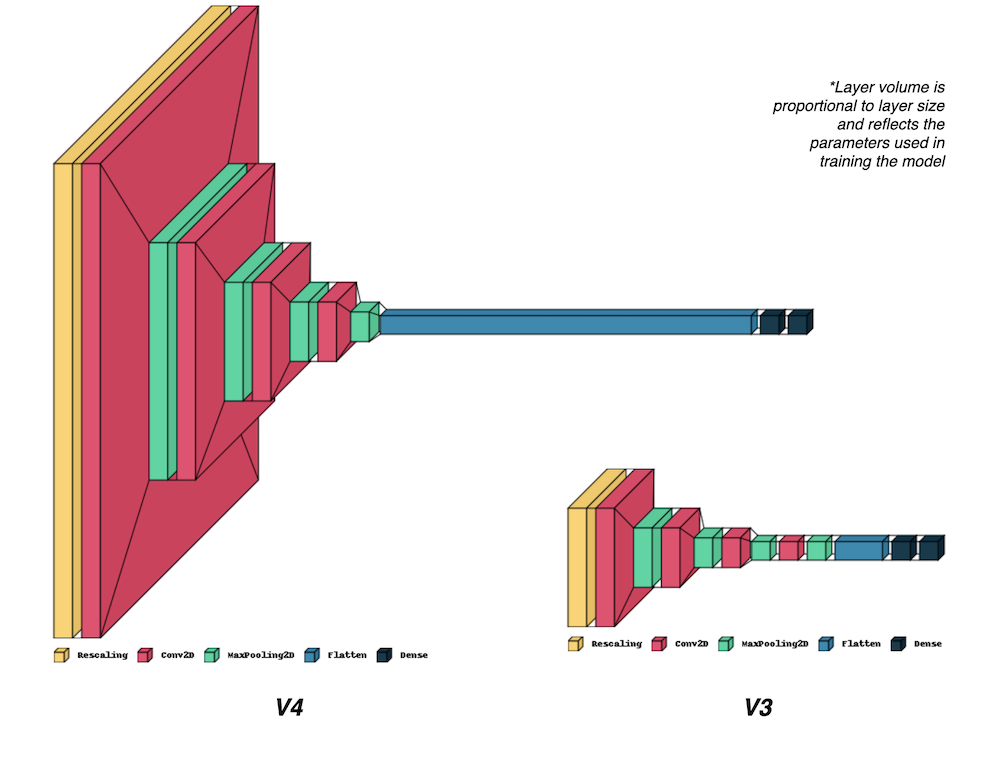 *Layer volume is
proportional to layer size
and reflects the
parameters used in
training the model
Rescaling Conv2D MaxPooling2D Flatten Dense
V4
Rescaling Conv2D MaxPooling2D Flatten Dense
V3